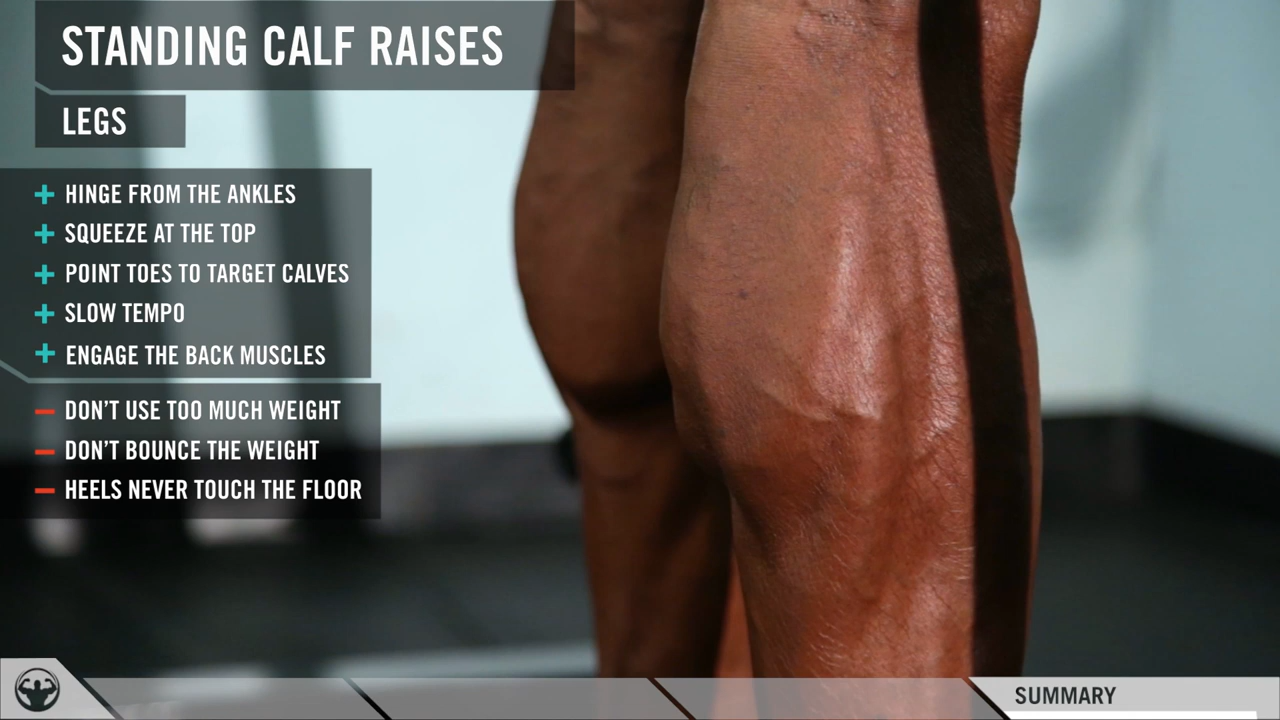 STANDING CALF RAISES
LEGS
+ HINGE FROM THE ANKLES
+ SQUEEZE AT THE TOP
+ POINT TOES TO TARGET CALVES
+ SLOW TEMPO
+ ENGAGE THE BACK MUSCLES
– DON'T USE TOO MUCH WEIGHT
– DON'T BOUNCE THE WEIGHT
– HEELS NEVER TOUCH THE FLOOR
SUMMARY